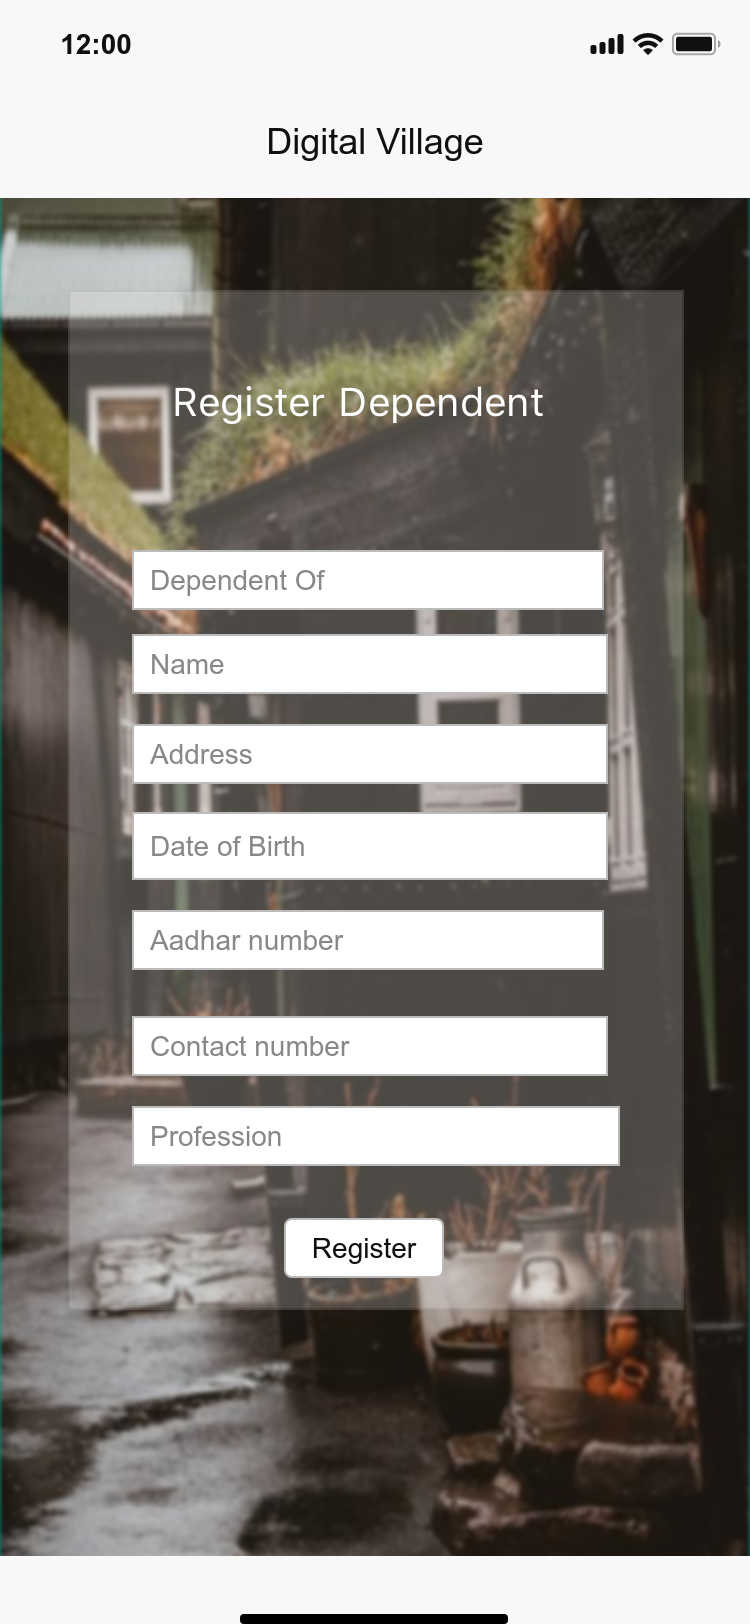 12:00
Digital Village
Register Dependent
Dependent Of
Name
Address
Date of Birth
Aadhar number
Contact number
Profession
Register